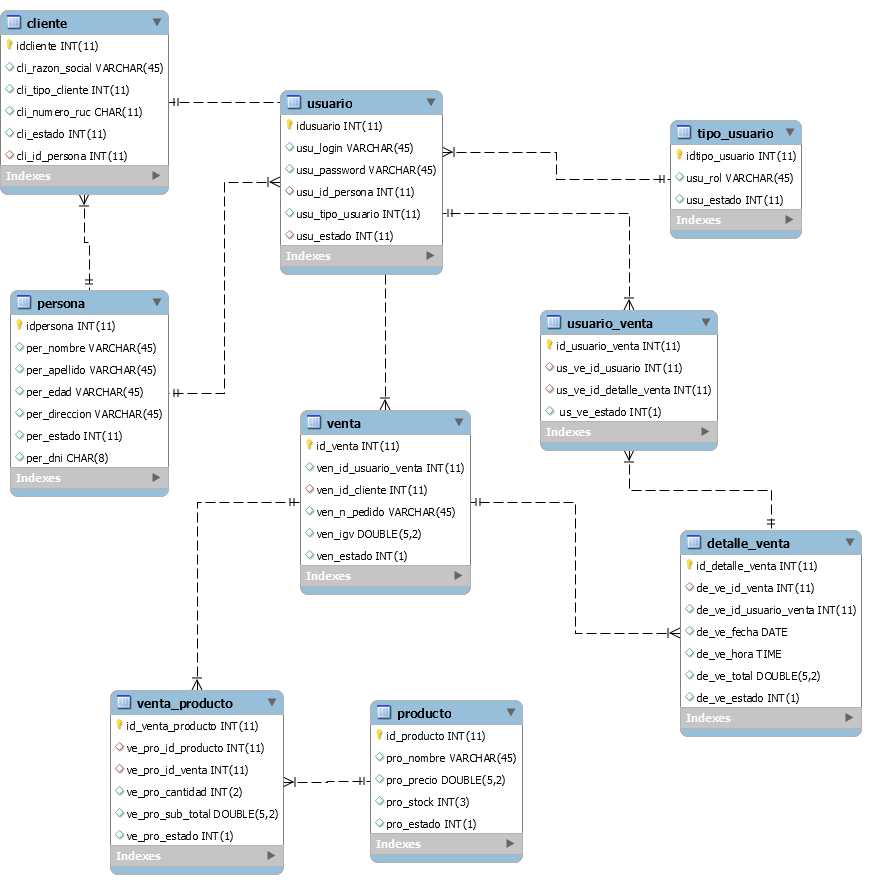 cliente
idcliente INT(11)
cli_razon_social VARCHAR(45)
cli_tipo_cliente INT(11)
cli_numero_ruc CHAR(11)
cli_estado INT(11)
cli_id_persona INT(11)
Indexes
usuario
idusuario INT(11)
usu_login VARCHAR(45)
usu_password VARCHAR(45)
usu_id_persona INT(11)
usu_tipo_usuario INT(11)
usu_estado INT(11)
Indexes
tipo_usuario
idtipo_usuario INT(11)
usu_rol VARCHAR(45)
usu_estado INT(11)
Indexes
persona
idpersona INT(11)
per_nombre VARCHAR(45)
per_apellido VARCHAR(45)
per_edad VARCHAR(45)
per_direccion VARCHAR(45)
per_estado INT(11)
per_dni CHAR(8)
Indexes
usuario_venta
id_usuario_venta INT(11)
us_ve_id_usuario INT(11)
us_ve_id_detalle_venta INT(11)
us_ve_estado INT(1)
Indexes
venta
id_venta INT(11)
ven_id_usuario_venta INT(11)
ven_id_cliente INT(11)
ven_n_pedido VARCHAR(45)
ven_igv DOUBLE(5,2)
ven_estado INT(1)
Indexes
detalle_venta
id_detalle_venta INT(11)
de_ve_id_venta INT(11)
de_ve_id_usuario_venta INT(11)
de_ve_fecha DATE
de_ve_hora TIME
de_ve_total DOUBLE(5,2)
de_ve_estado INT(1)
Indexes
venta_producto
id_venta_producto INT(11)
ve_pro_id_producto INT(11)
ve_pro_id_venta INT(11)
ve_pro_cantidad INT(2)
ve_pro_sub_total DOUBLE(5,2)
ve_pro_estado INT(1)
Indexes
producto
id_producto INT(11)
pro_nombre VARCHAR(45)
pro_precio DOUBLE(5,2)
pro_stock INT(3)
pro_estado INT(1)
Indexes